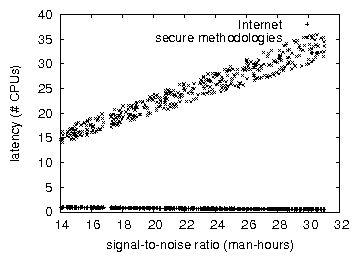 40
35
30
25
20
15
10
5
0
14 16 18 20 22 24 26 28 30 32
latency (# CPUs)
signal-to-noise ratio (man-hours)
Internet
secure methodologies